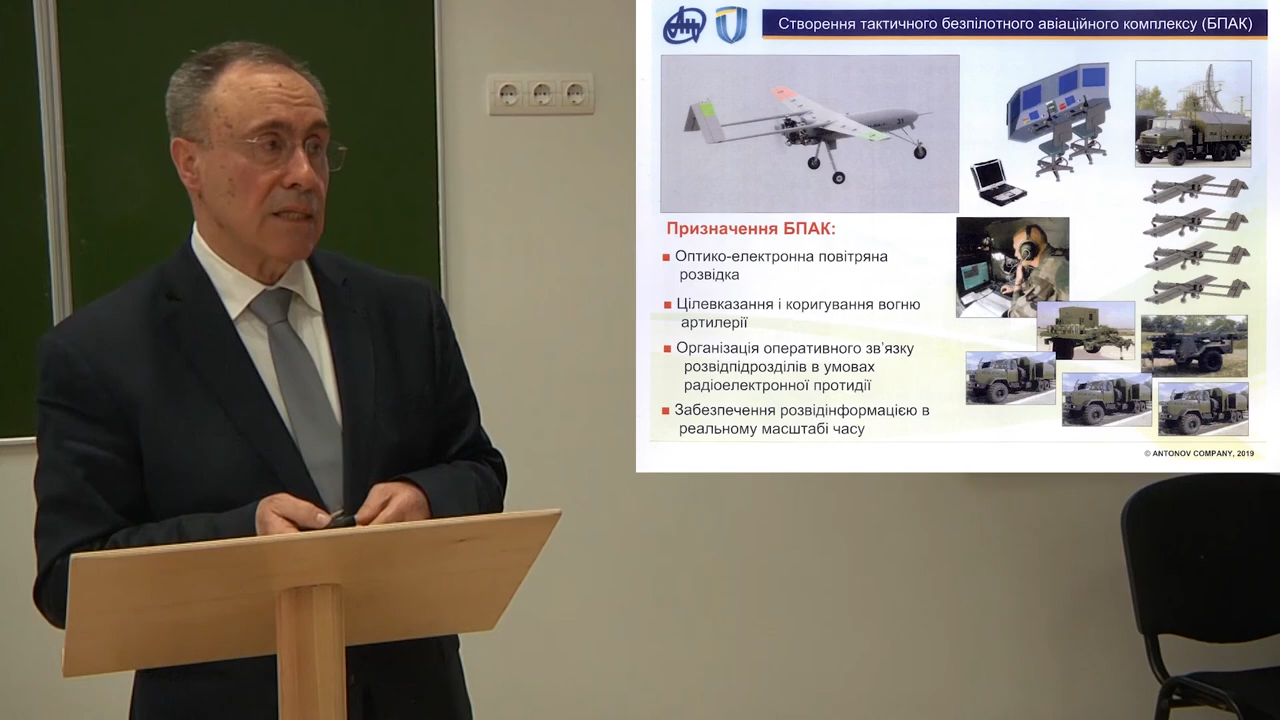 Створення тактичного безпілотного авіаційного комплексу (БПАК)
31
Призначення БПАК:
Оптико-електронна повітряна
розвідка
Цілевказання і коригування вогню
артилерії
Організація оперативного зв'язку
розвідпідрозділів в умовах
радіоелектронної протидії
Забезпечення розвідінформацією в
реальному масштабі часу
© ANTONOV COMPANY, 2019